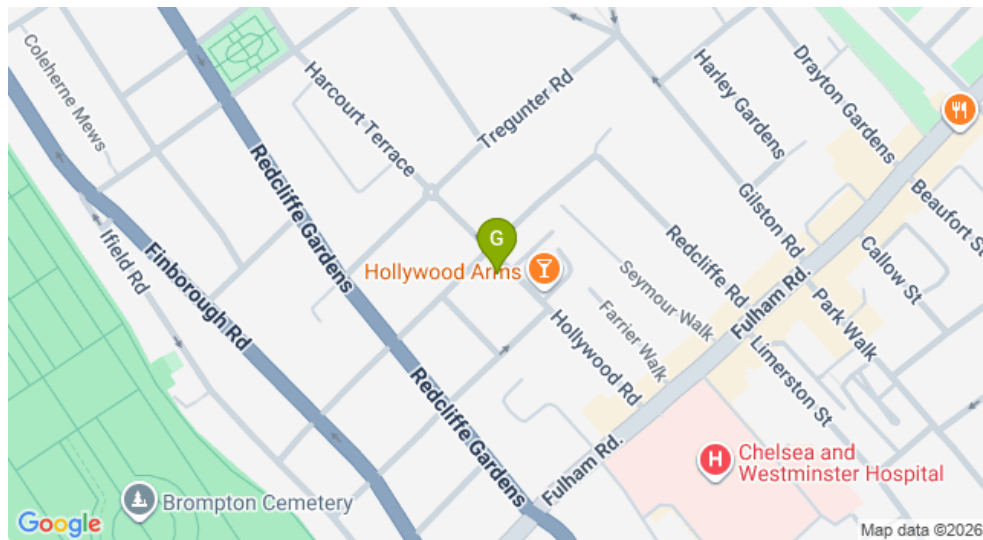 Coleherne Mews
Harcourt Terrace
Tregunter Rd
Harley Gardens
Drayton Gardens
Beaufort St
Redcliffe Gardens
Ifield Rd
Finborough Rd
G
Hollywood Arms
Redcliffe Rd
Gilston Rd
Callow St
Seymour Walk
Farrier Walk
Hollywood Rd
Fulham Rd.
Park Walk
Limerston St
Redcliffe Gardens
Fulham Rd.
H
Chelsea and
Westminster Hospital
Brompton Cemetery
Google
Map data ©2026